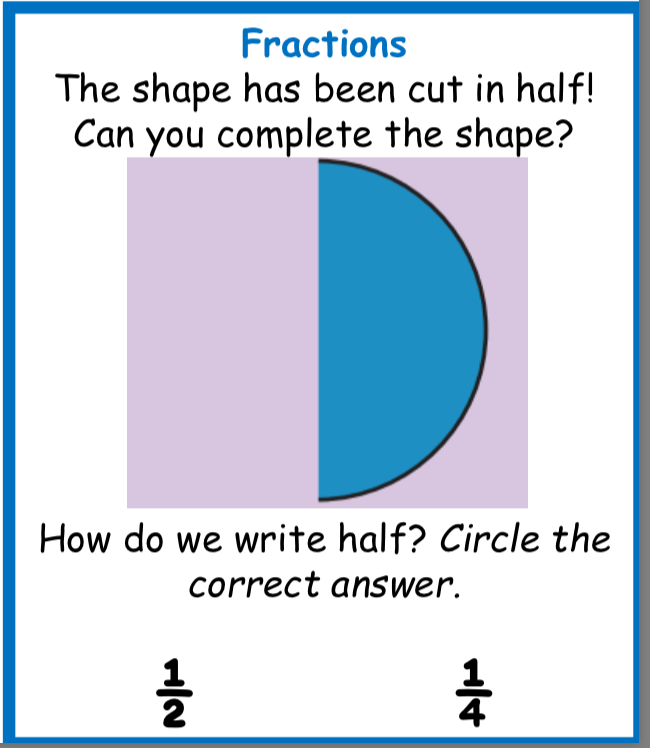 Fractions
The shape has been cut in half!
Can you complete the shape?
How do we write half? Circle the
correct answer.
1/2 1/4